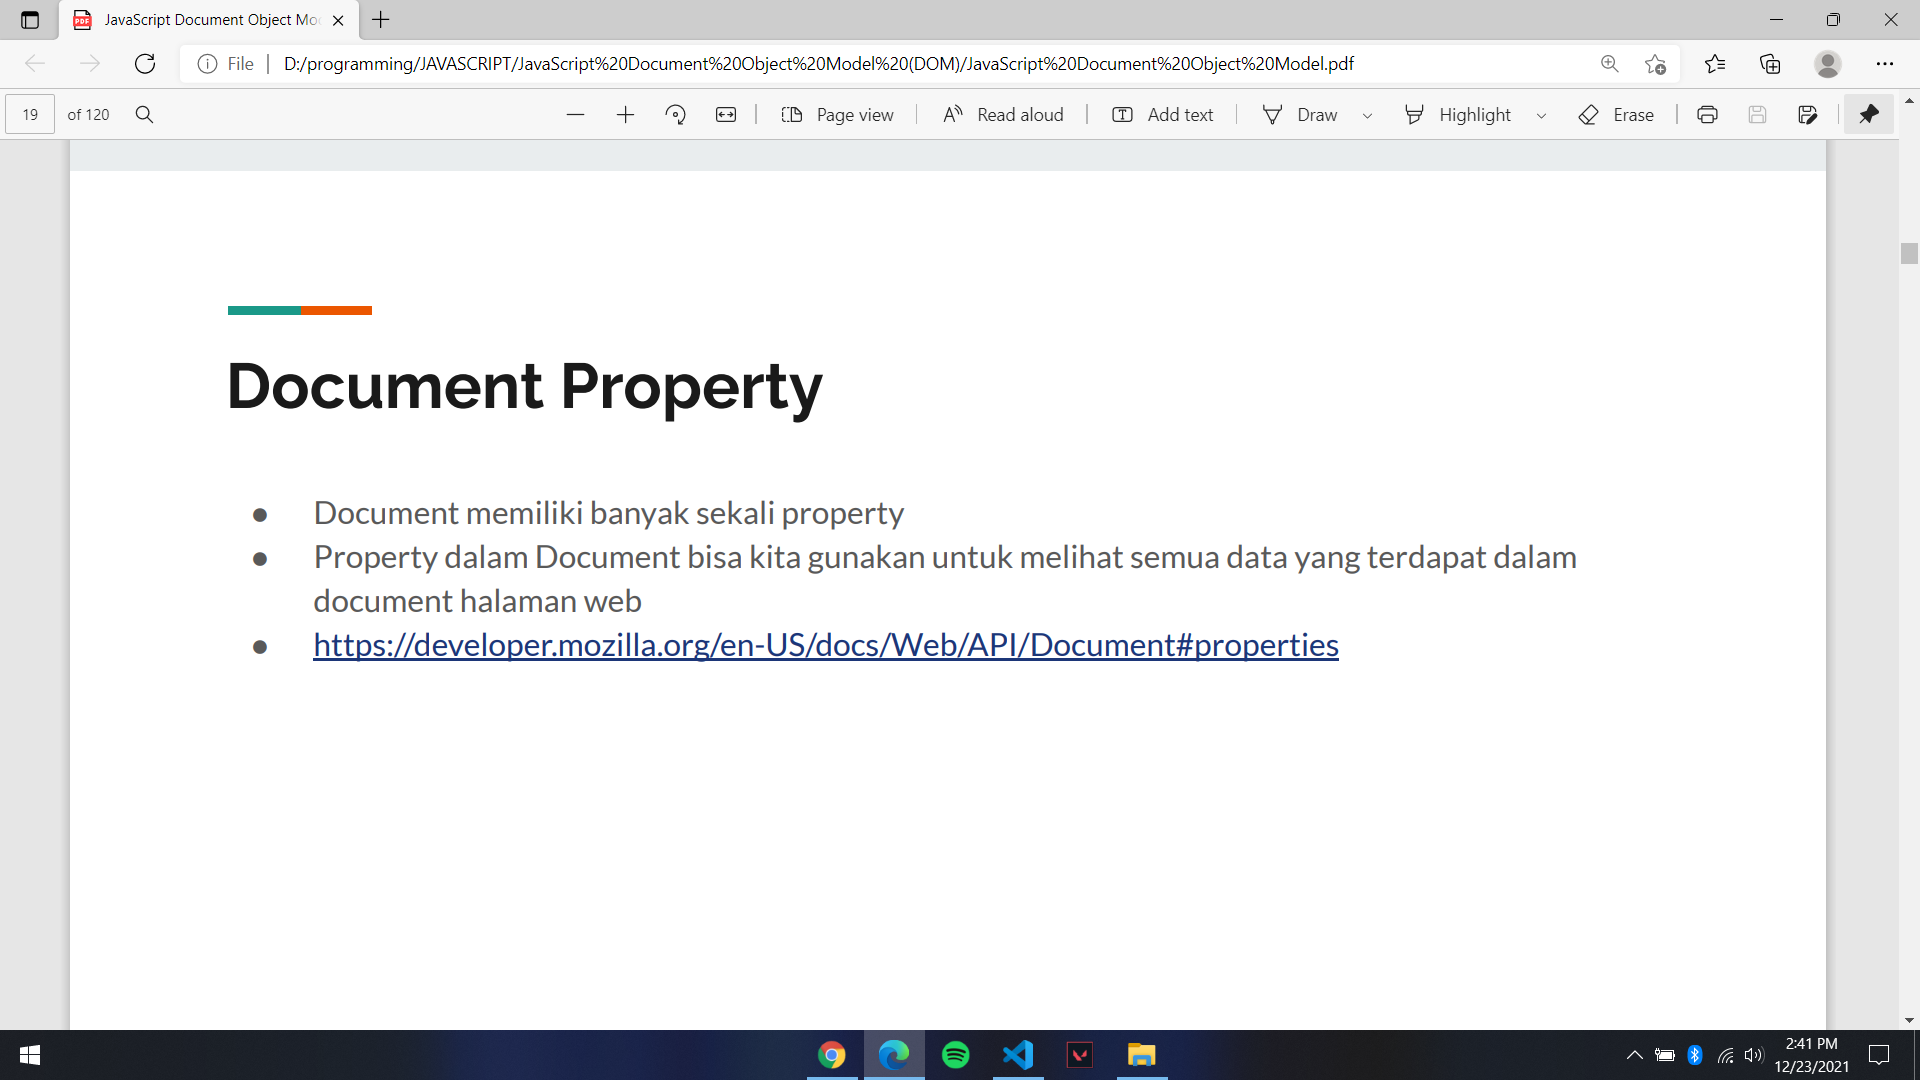 JavaScript Document Object Mo
File
D:/programming/JAVASCRIPT/JavaScript%20Document%20Object%20Model%20(DOM)/JavaScript%20Document%20Object%20Model.pdf
19 of 120
Page view
Read aloud
Add text
Draw
Highlight
Erase
Document Property
● Document memiliki banyak sekali property
● Property dalam Document bisa kita gunakan untuk melihat semua data yang terdapat dalam
document halaman web
● https://developer.mozilla.org/en-US/docs/Web/API/Document#properties
2:41 PM
12/23/2021